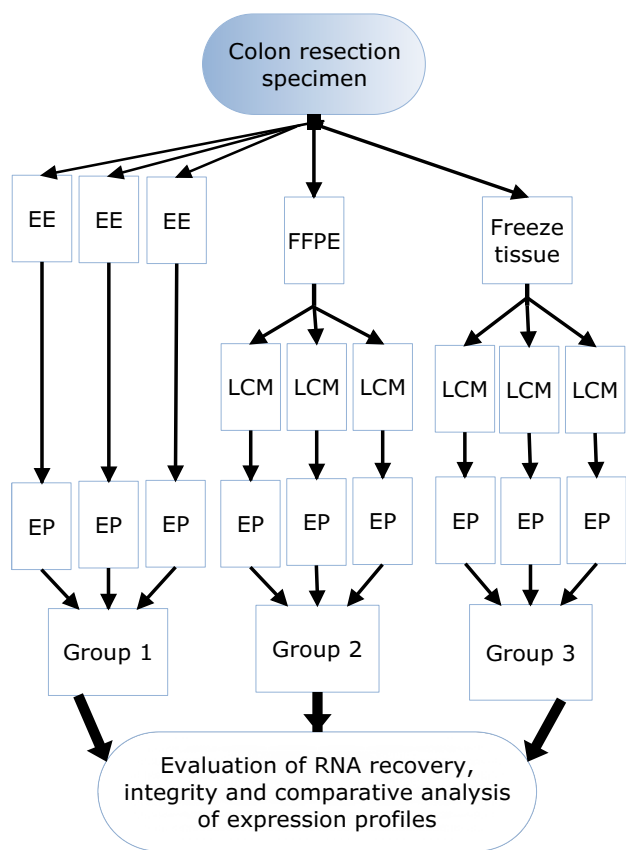 Colon resection
specimen
EE
EE
EE
FFPE
Freeze
tissue
LCM
LCM
LCM
LCM
LCM
LCM
EP
EP
EP
EP
EP
EP
EP
EP
EP
Group 1
Group 2
Group 3
Evaluation of RNA recovery,
integrity and comparative analysis
of expression profiles